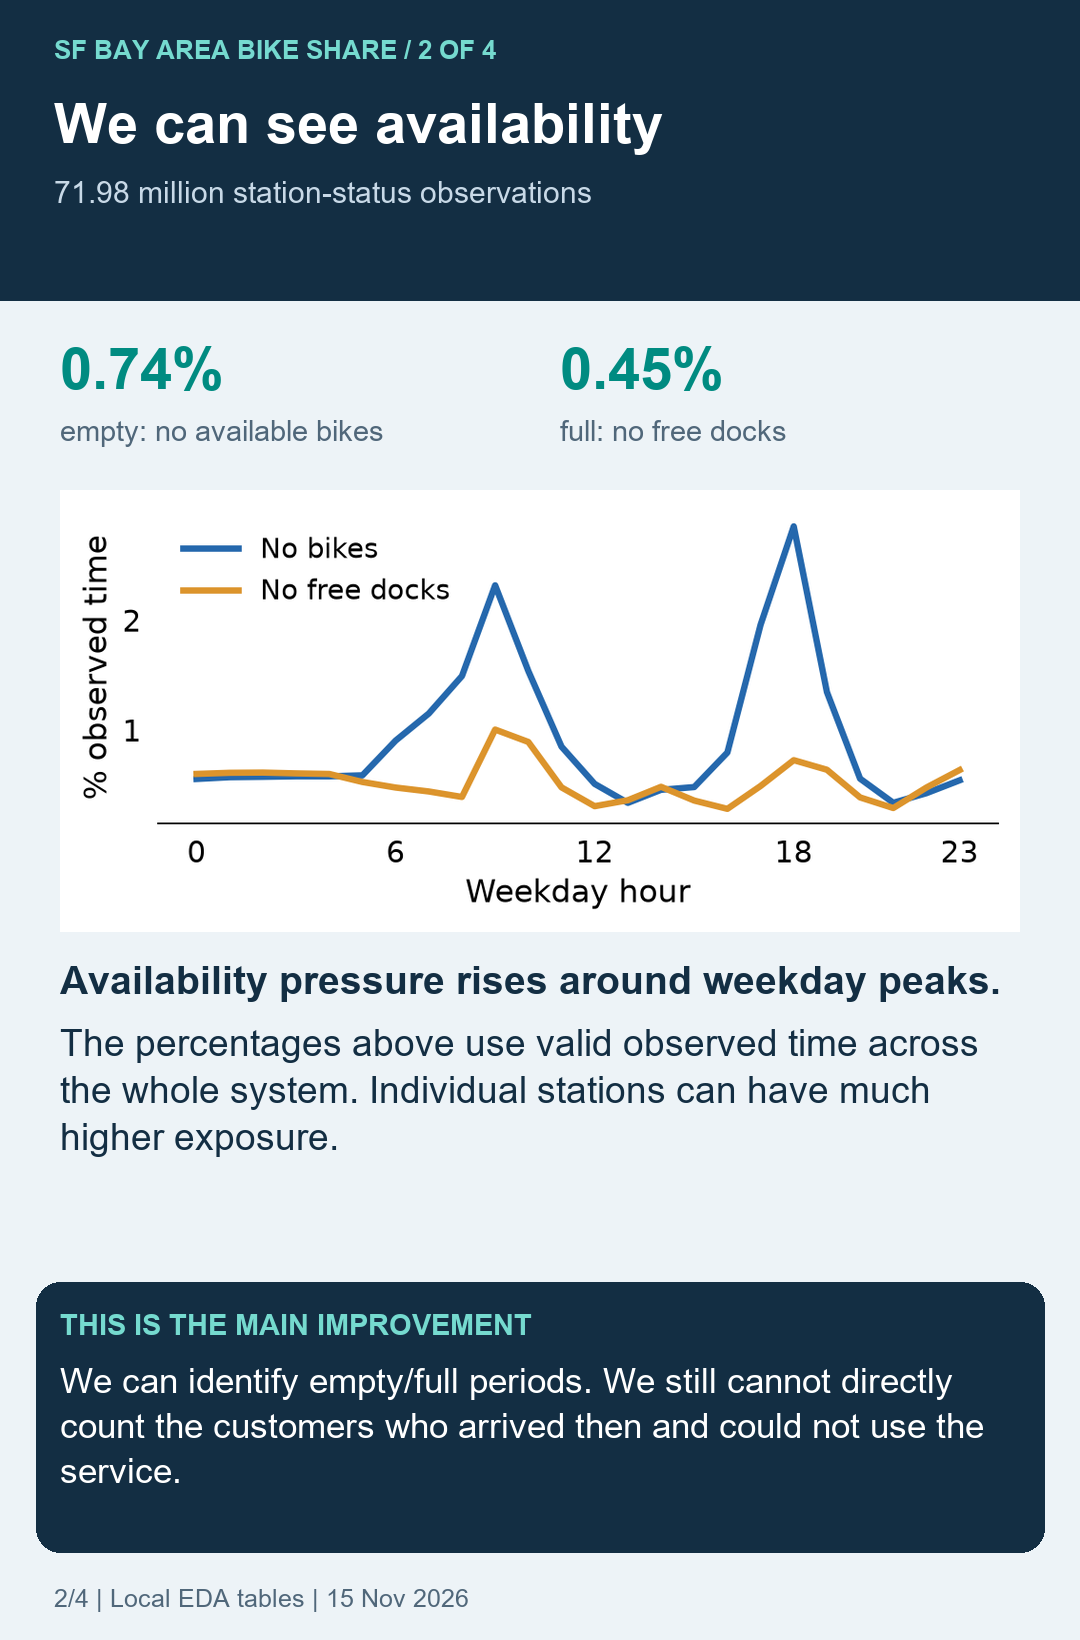 SF BAY AREA BIKE SHARE / 2 OF 4
We can see availability
71.98 million station-status observations
0.74%
empty: no available bikes
0.45%
full: no free docks
No bikes
No free docks
% observed time
2
1
0 6 12 18 23
Weekday hour
Availability pressure rises around weekday peaks.
The percentages above use valid observed time across
the whole system. Individual stations can have much
higher exposure.
THIS IS THE MAIN IMPROVEMENT
We can identify empty/full periods. We still cannot directly
count the customers who arrived then and could not use the
service.
2/4 | Local EDA tables | 15 Nov 2026